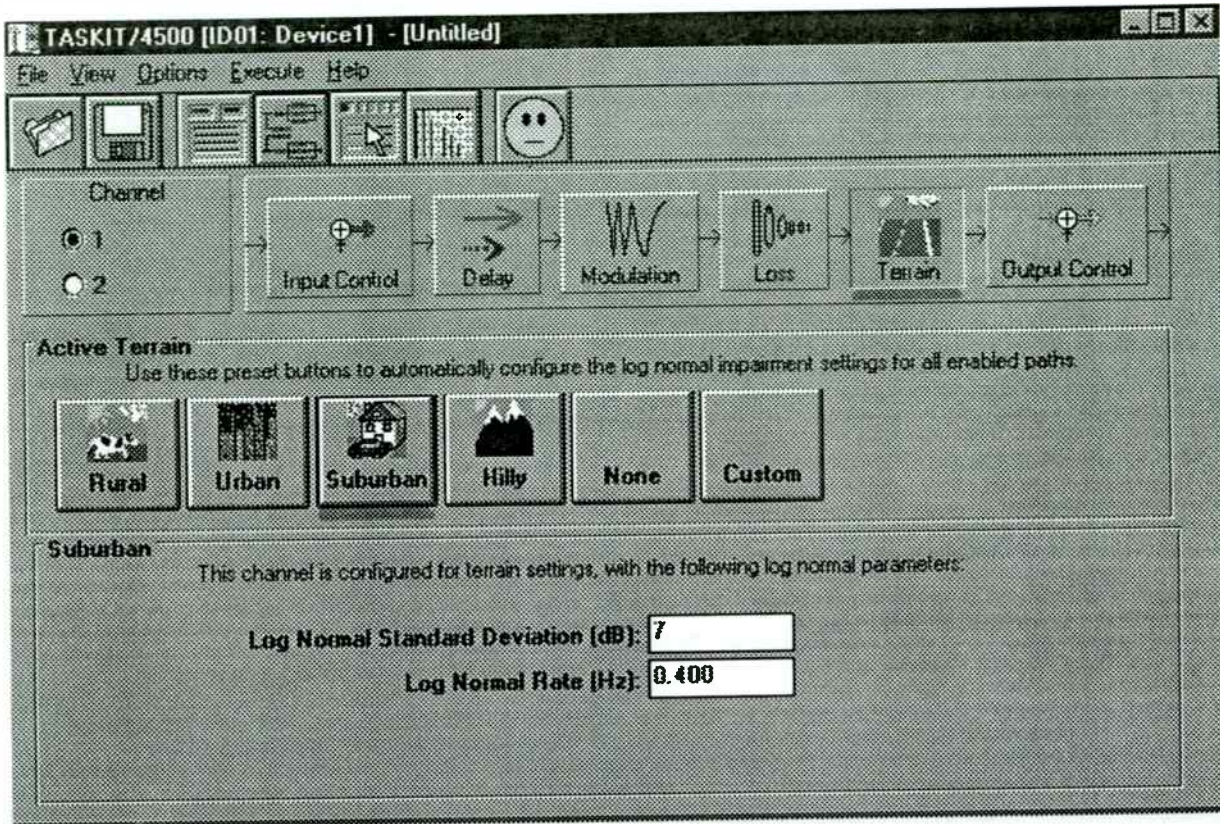 TASKIT/4500 [ID01: Device1] - [Untitled]
File View Options Execute Help
Channel
1
2
Input Control
Delay
Modulation
Loss
Terrain
Output Control
Active Terrain
Use these preset buttons to automatically configure the log normal impairment settings for all enabled paths.
Rural
Urban
Suburban
Hilly
None
Custom
Suburban
This channel is configured for terrain settings, with the following log normal parameters:
Log Normal Standard Deviation (dB): 7
Log Normal Rate (Hz): 0.400